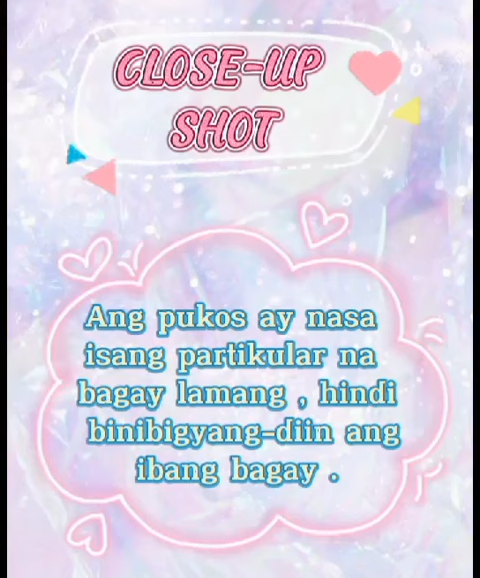 CLOSE-UP
SHOT
Ang pukos ay nasa
isang partikular na
bagay lamang , hindi
binibigyang-diin ang
ibang bagay .